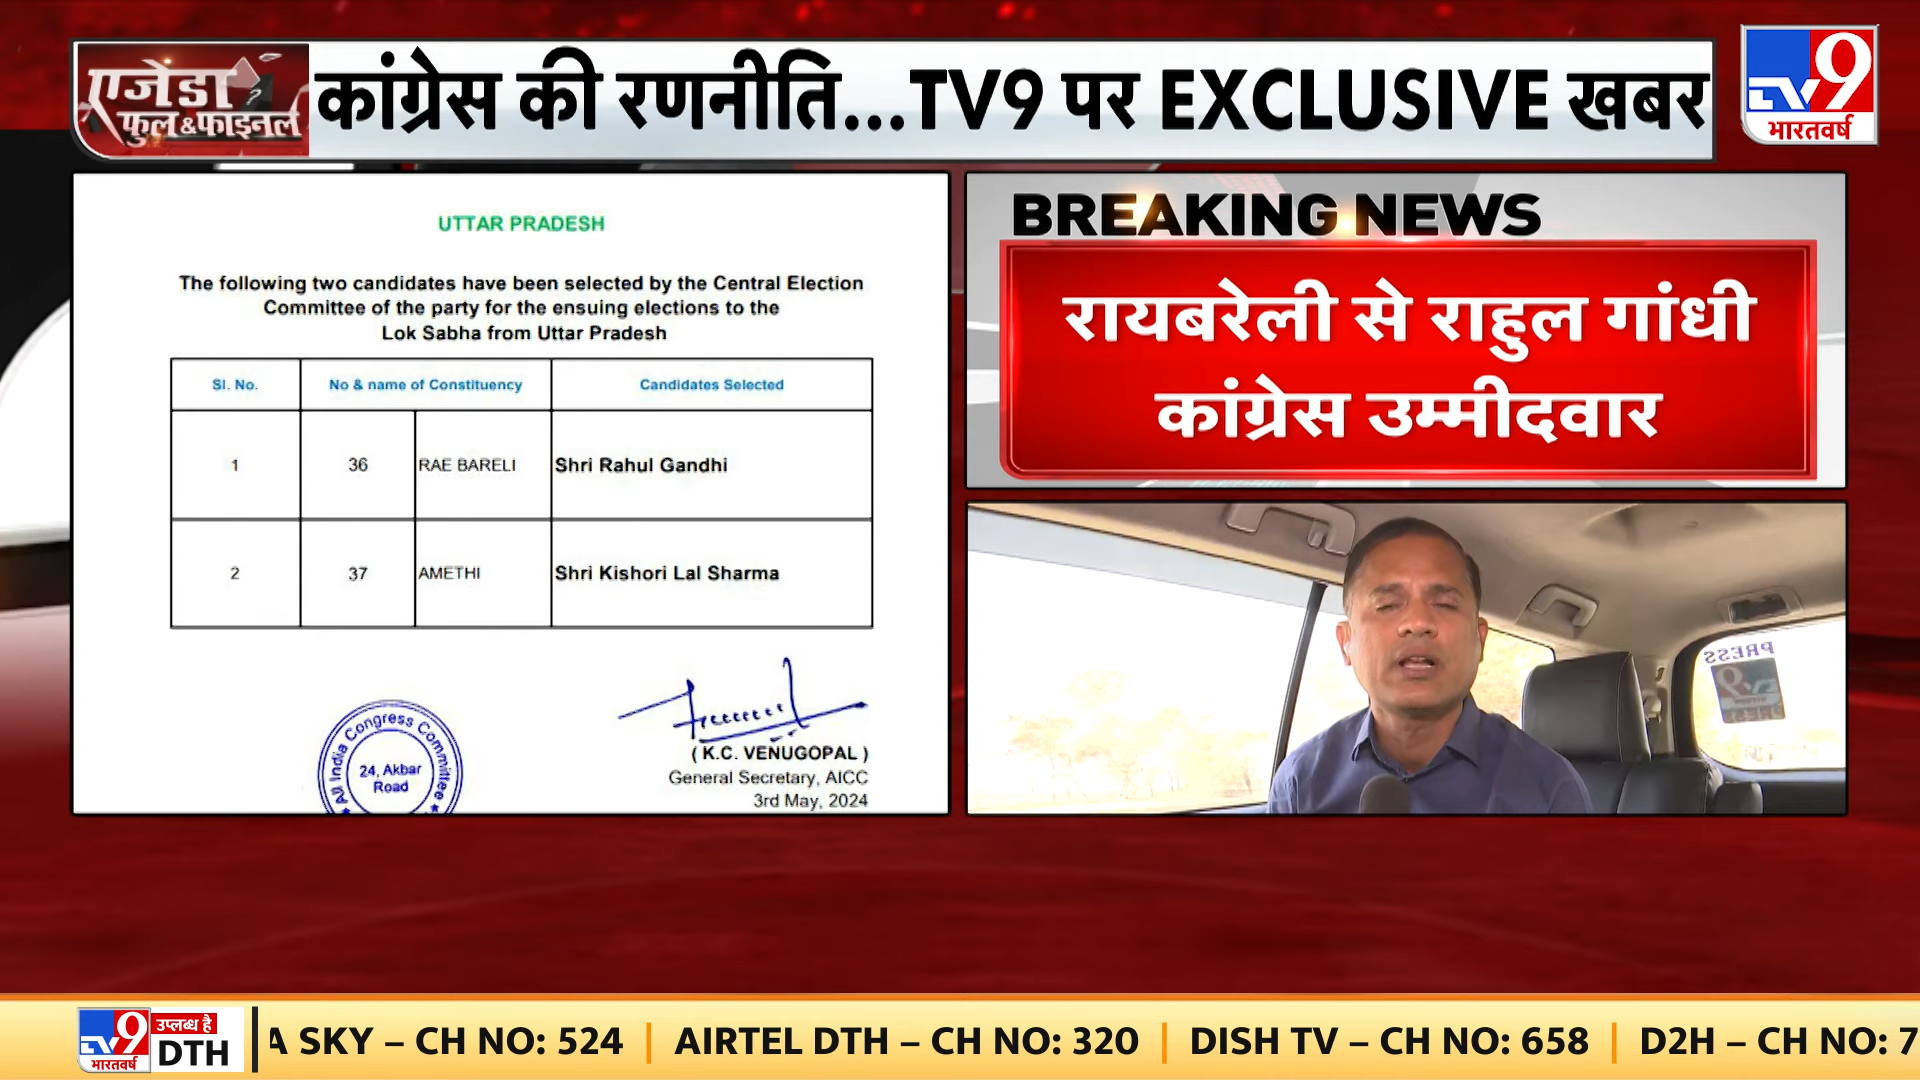 एजेंडा
फुल&फाइनल
कांग्रेस की रणनीति...TV9 पर EXCLUSIVE खबर
TV9
भारतवर्ष
UTTAR PRADESH
The following two candidates have been selected by the Central Election
Committee of the party for the ensuing elections to the
Lok Sabha from Uttar Pradesh
Sl. No. No & name of Constituency Candidates Selected
1 36 RAE BARELI Shri Rahul Gandhi
2 37 AMETHI Shri Kishori Lal Sharma
All India Congress Committee
24, Akbar
Road
( K.C. VENUGOPAL )
General Secretary, AICC
3rd May, 2024
BREAKING NEWS
रायबरेली से राहुल गांधी
कांग्रेस उम्मीदवार
PRESS
TV9
TV9
भारतवर्ष
उप्लब्ध है
DTH
A SKY – CH NO: 524 | AIRTEL DTH – CH NO: 320 | DISH TV – CH NO: 658 | D2H – CH NO: 7